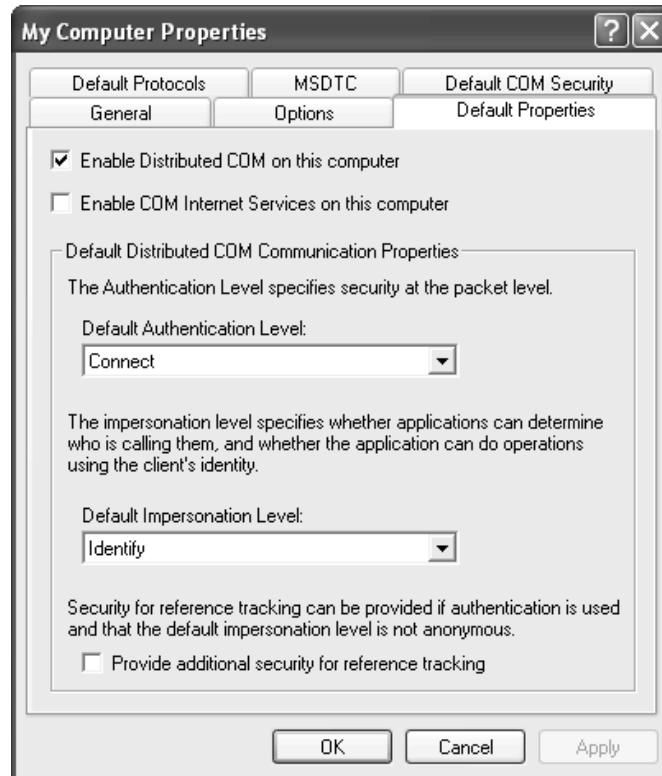 My Computer Properties
Default Protocols MSDTC Default COM Security
General Options Default Properties
Enable Distributed COM on this computer
Enable COM Internet Services on this computer
Default Distributed COM Communication Properties
The Authentication Level specifies security at the packet level.
Default Authentication Level:
Connect
The impersonation level specifies whether applications can determine
who is calling them, and whether the application can do operations
using the client's identity.
Default Impersonation Level:
Identify
Security for reference tracking can be provided if authentication is used
and that the default impersonation level is not anonymous.
Provide additional security for reference tracking
OK Cancel Apply